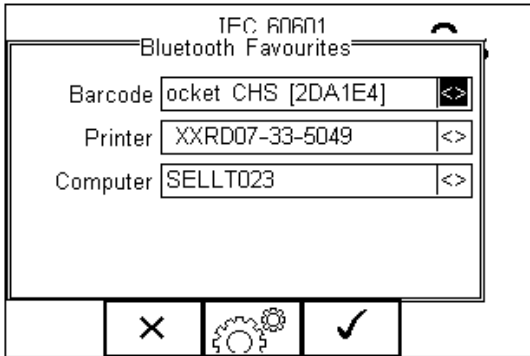 IEC 60601
Bluetooth Favourites
Barcode ocket CHS [2DA1E4] <>
Printer XXRD07-33-5049 <>
Computer SELLT023 <>